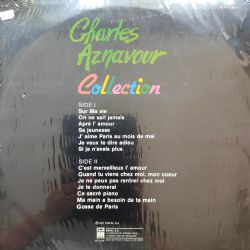 Charles
Aznavour
Collection
SIDE I
Sur Ma vie
On ne sait jamais
Apré l' amour
Sa jeunesse
J' aime Paris au mois de mai
Je veux te dire adieu
Si je n'avais plus
SIDE II
C'est merveilleux l' amour
Quand tu viens chez moi, mon coeur
Je ne peux pas rentrer chez moi
Je te donnerai
Ce sacré piano
Ma main a besoin de ta main
Gosse de Paris